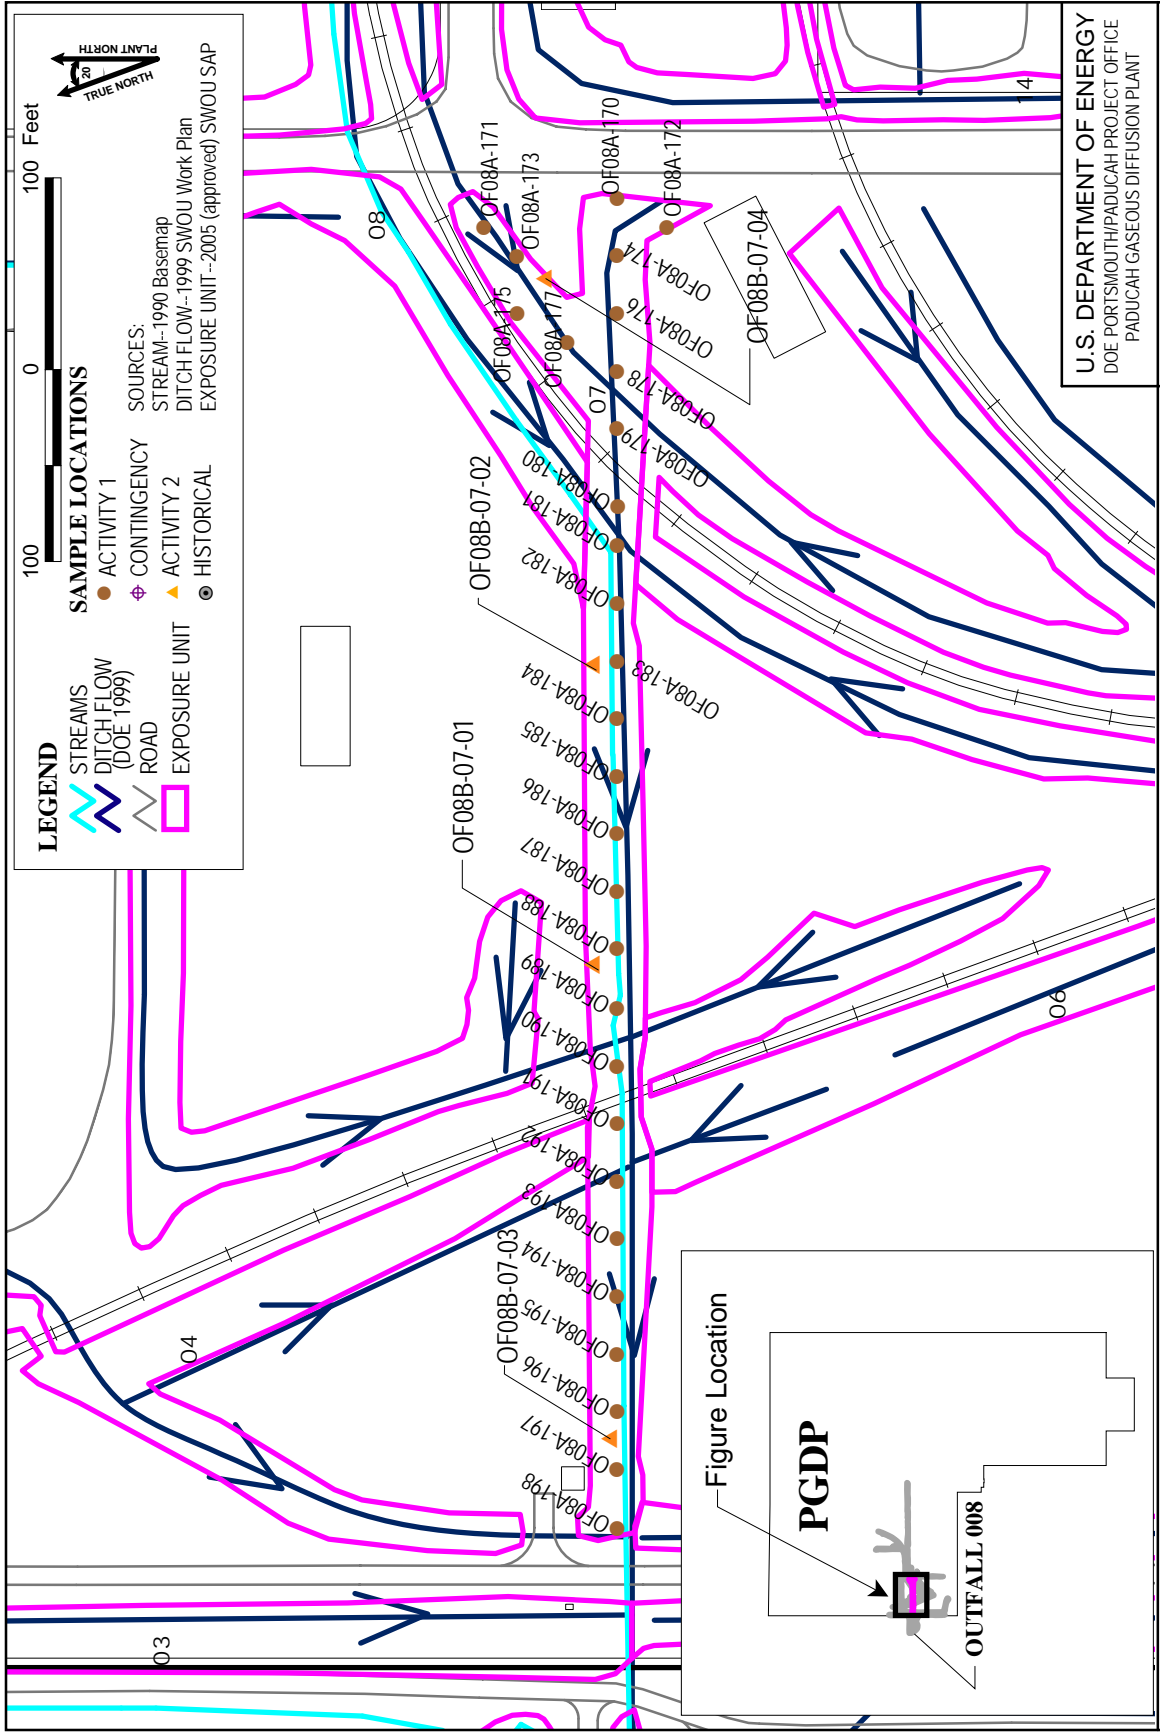 LEGEND
STREAMS
DITCH FLOW
(DOE 1999)
ROAD
EXPOSURE UNIT
SAMPLE LOCATIONS
ACTIVITY 1
CONTINGENCY
ACTIVITY 2
HISTORICAL
SOURCES:
STREAM--1990 Basemap
DITCH FLOW--1999 SWOU Work Plan
EXPOSURE UNIT--2005 (approved) SWOU SAP
100
0
100 Feet
PLANT NORTH
20
TRUE NORTH
03
04
06
07
08
14
OF08B-07-03
OF08B-07-01
OF08B-07-02
OF08B-07-04
OF08A-198
OF08A-197
OF08A-196
OF08A-195
OF08A-194
OF08A-193
OF08A-192
OF08A-191
OF08A-190
OF08A-189
OF08A-188
OF08A-187
OF08A-186
OF08A-185
OF08A-184
OF08A-183
OF08A-182
OF08A-181
OF08A-180
OF08A-179
OF08A-178
OF08A-177
OF08A-176
OF08A-175
OF08A-174
OF08A-173
OF08A-172
OF08A-171
OF08A-170
Figure Location
PGDP
OUTFALL 008
U.S. DEPARTMENT OF ENERGY
DOE PORTSMOUTH/PADUCAH PROJECT OFFICE
PADUCAH GASEOUS DIFFUSION PLANT